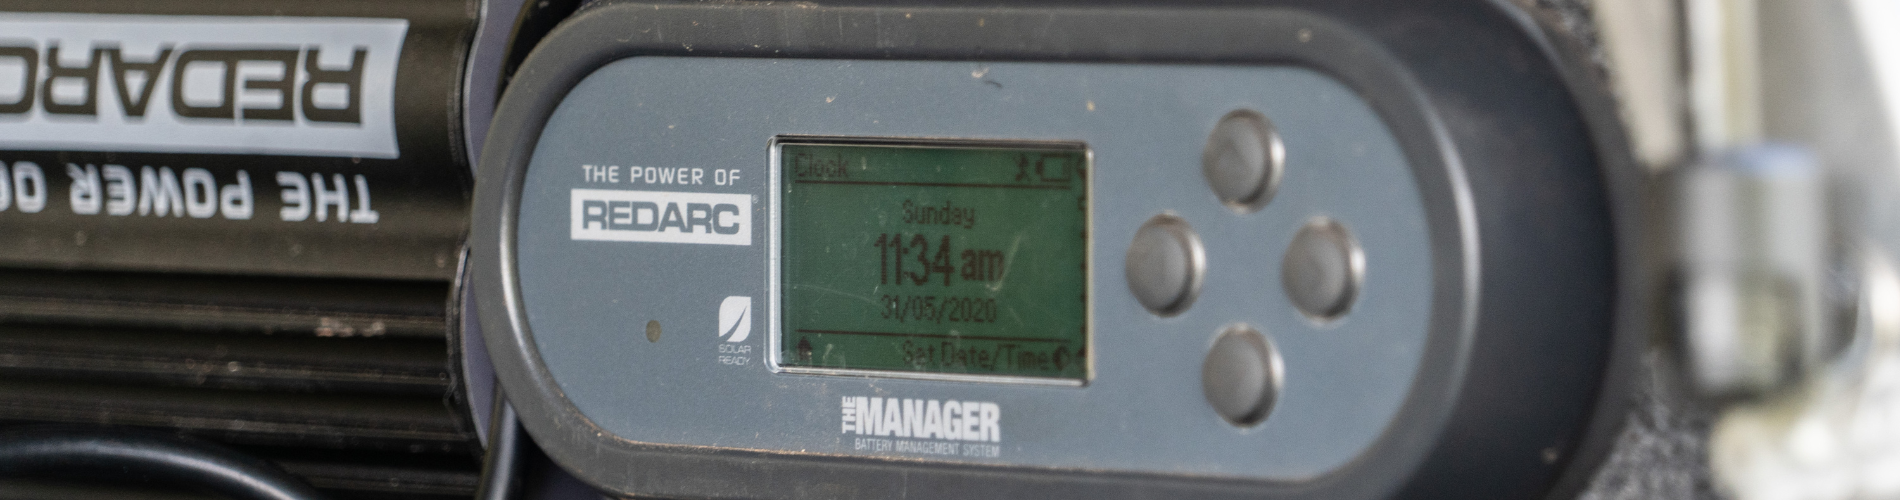 REDARC
THE POWER O
THE POWER OF
REDARC
Clock
Sunday
11:34 am
31/05/2020
Set Date/Time
SOLAR
READY
THE MANAGER
BATTERY MANAGEMENT SYSTEM